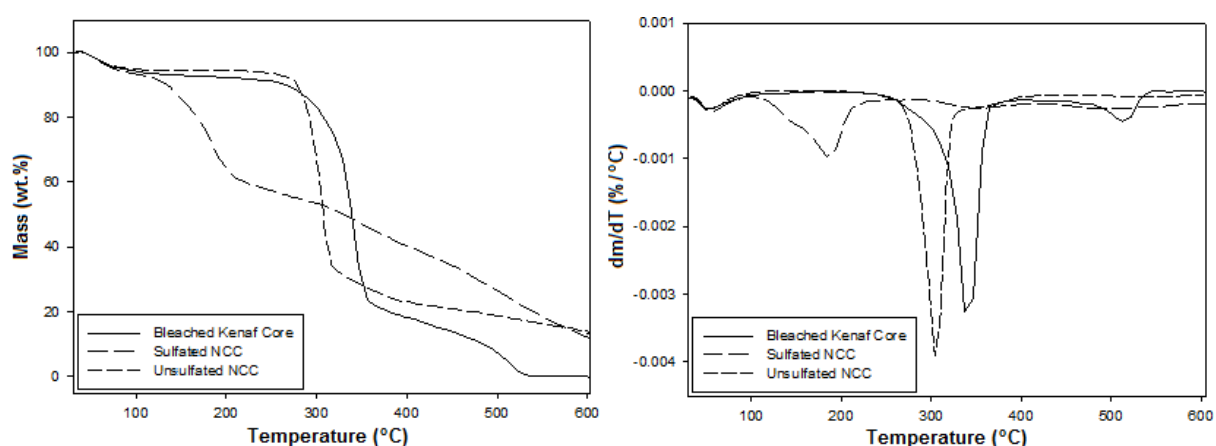 100
80
60
40
20
0
Mass (wt.%)
Bleached Kenaf Core
Sulfated NCC
Unsulfated NCC
100 200 300 400 500 600
Temperature (°C)
0.001
0.000
-0.001
-0.002
-0.003
-0.004
dm/dT (% / °C)
Bleached Kenaf Core
Sulfated NCC
Unsulfated NCC
100 200 300 400 500 600
Temperature (°C)